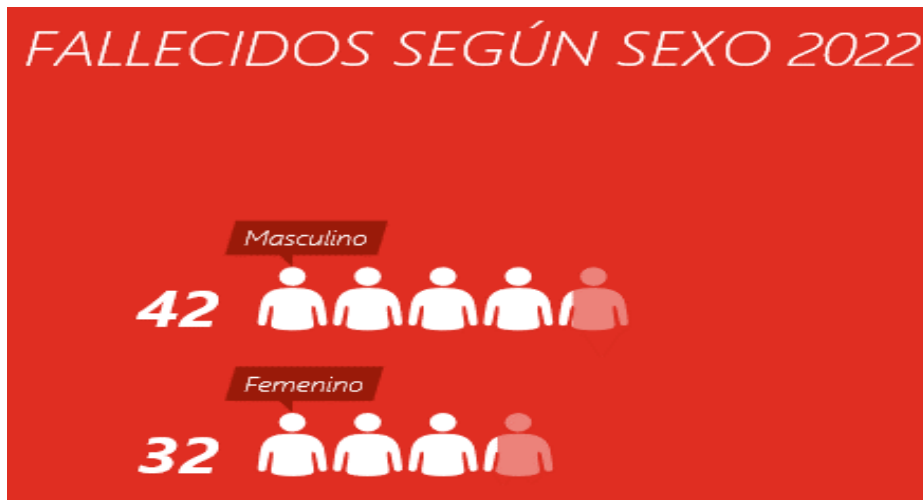 FALLECIDOS SEGÚN SEXO 2022
Masculino
42
Femenino
32